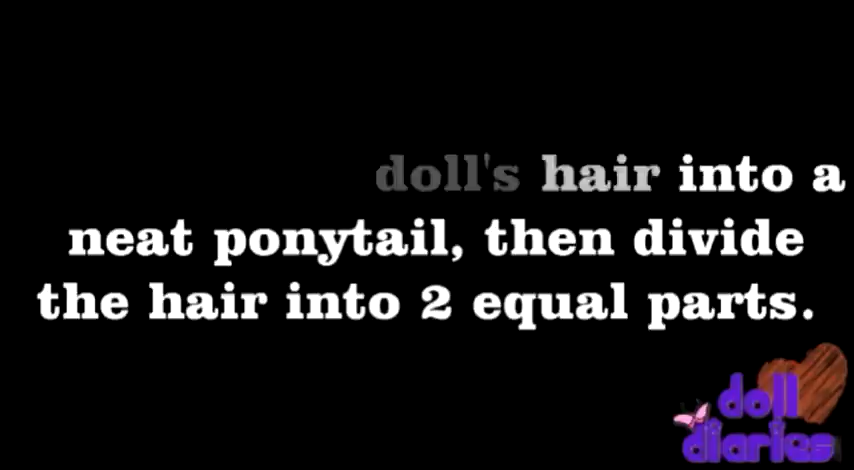 doll's hair into a
neat ponytail, then divide
the hair into 2 equal parts.
doll
diaries